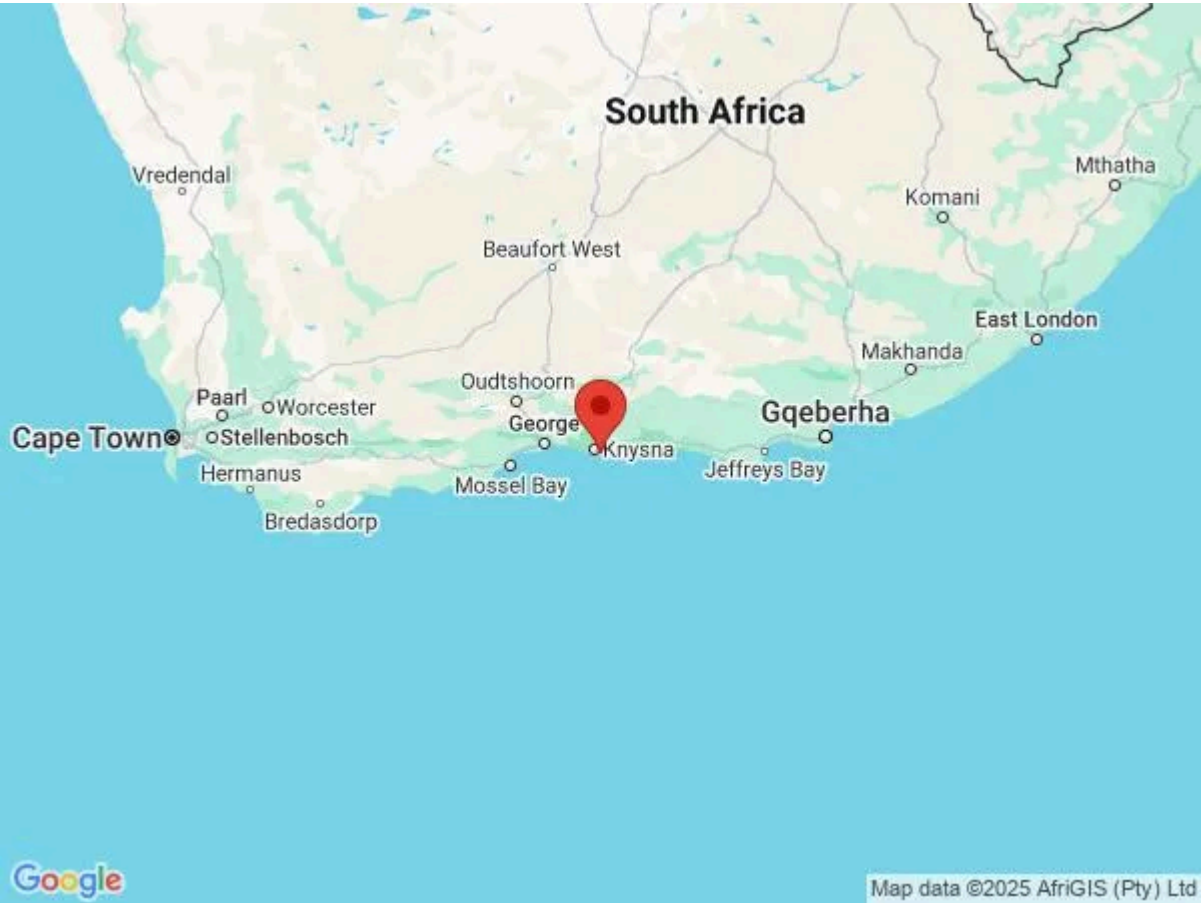 South Africa
Vredendal
Mthatha
Komani
Beaufort West
East London
Makhanda
Oudtshoorn
Paarl
Worcester
George
Gqeberha
Cape Town
Stellenbosch
Knysna
Hermanus
Mossel Bay
Jeffreys Bay
Bredasdorp
Google
Map data ©2025 AfriGIS (Pty) Ltd